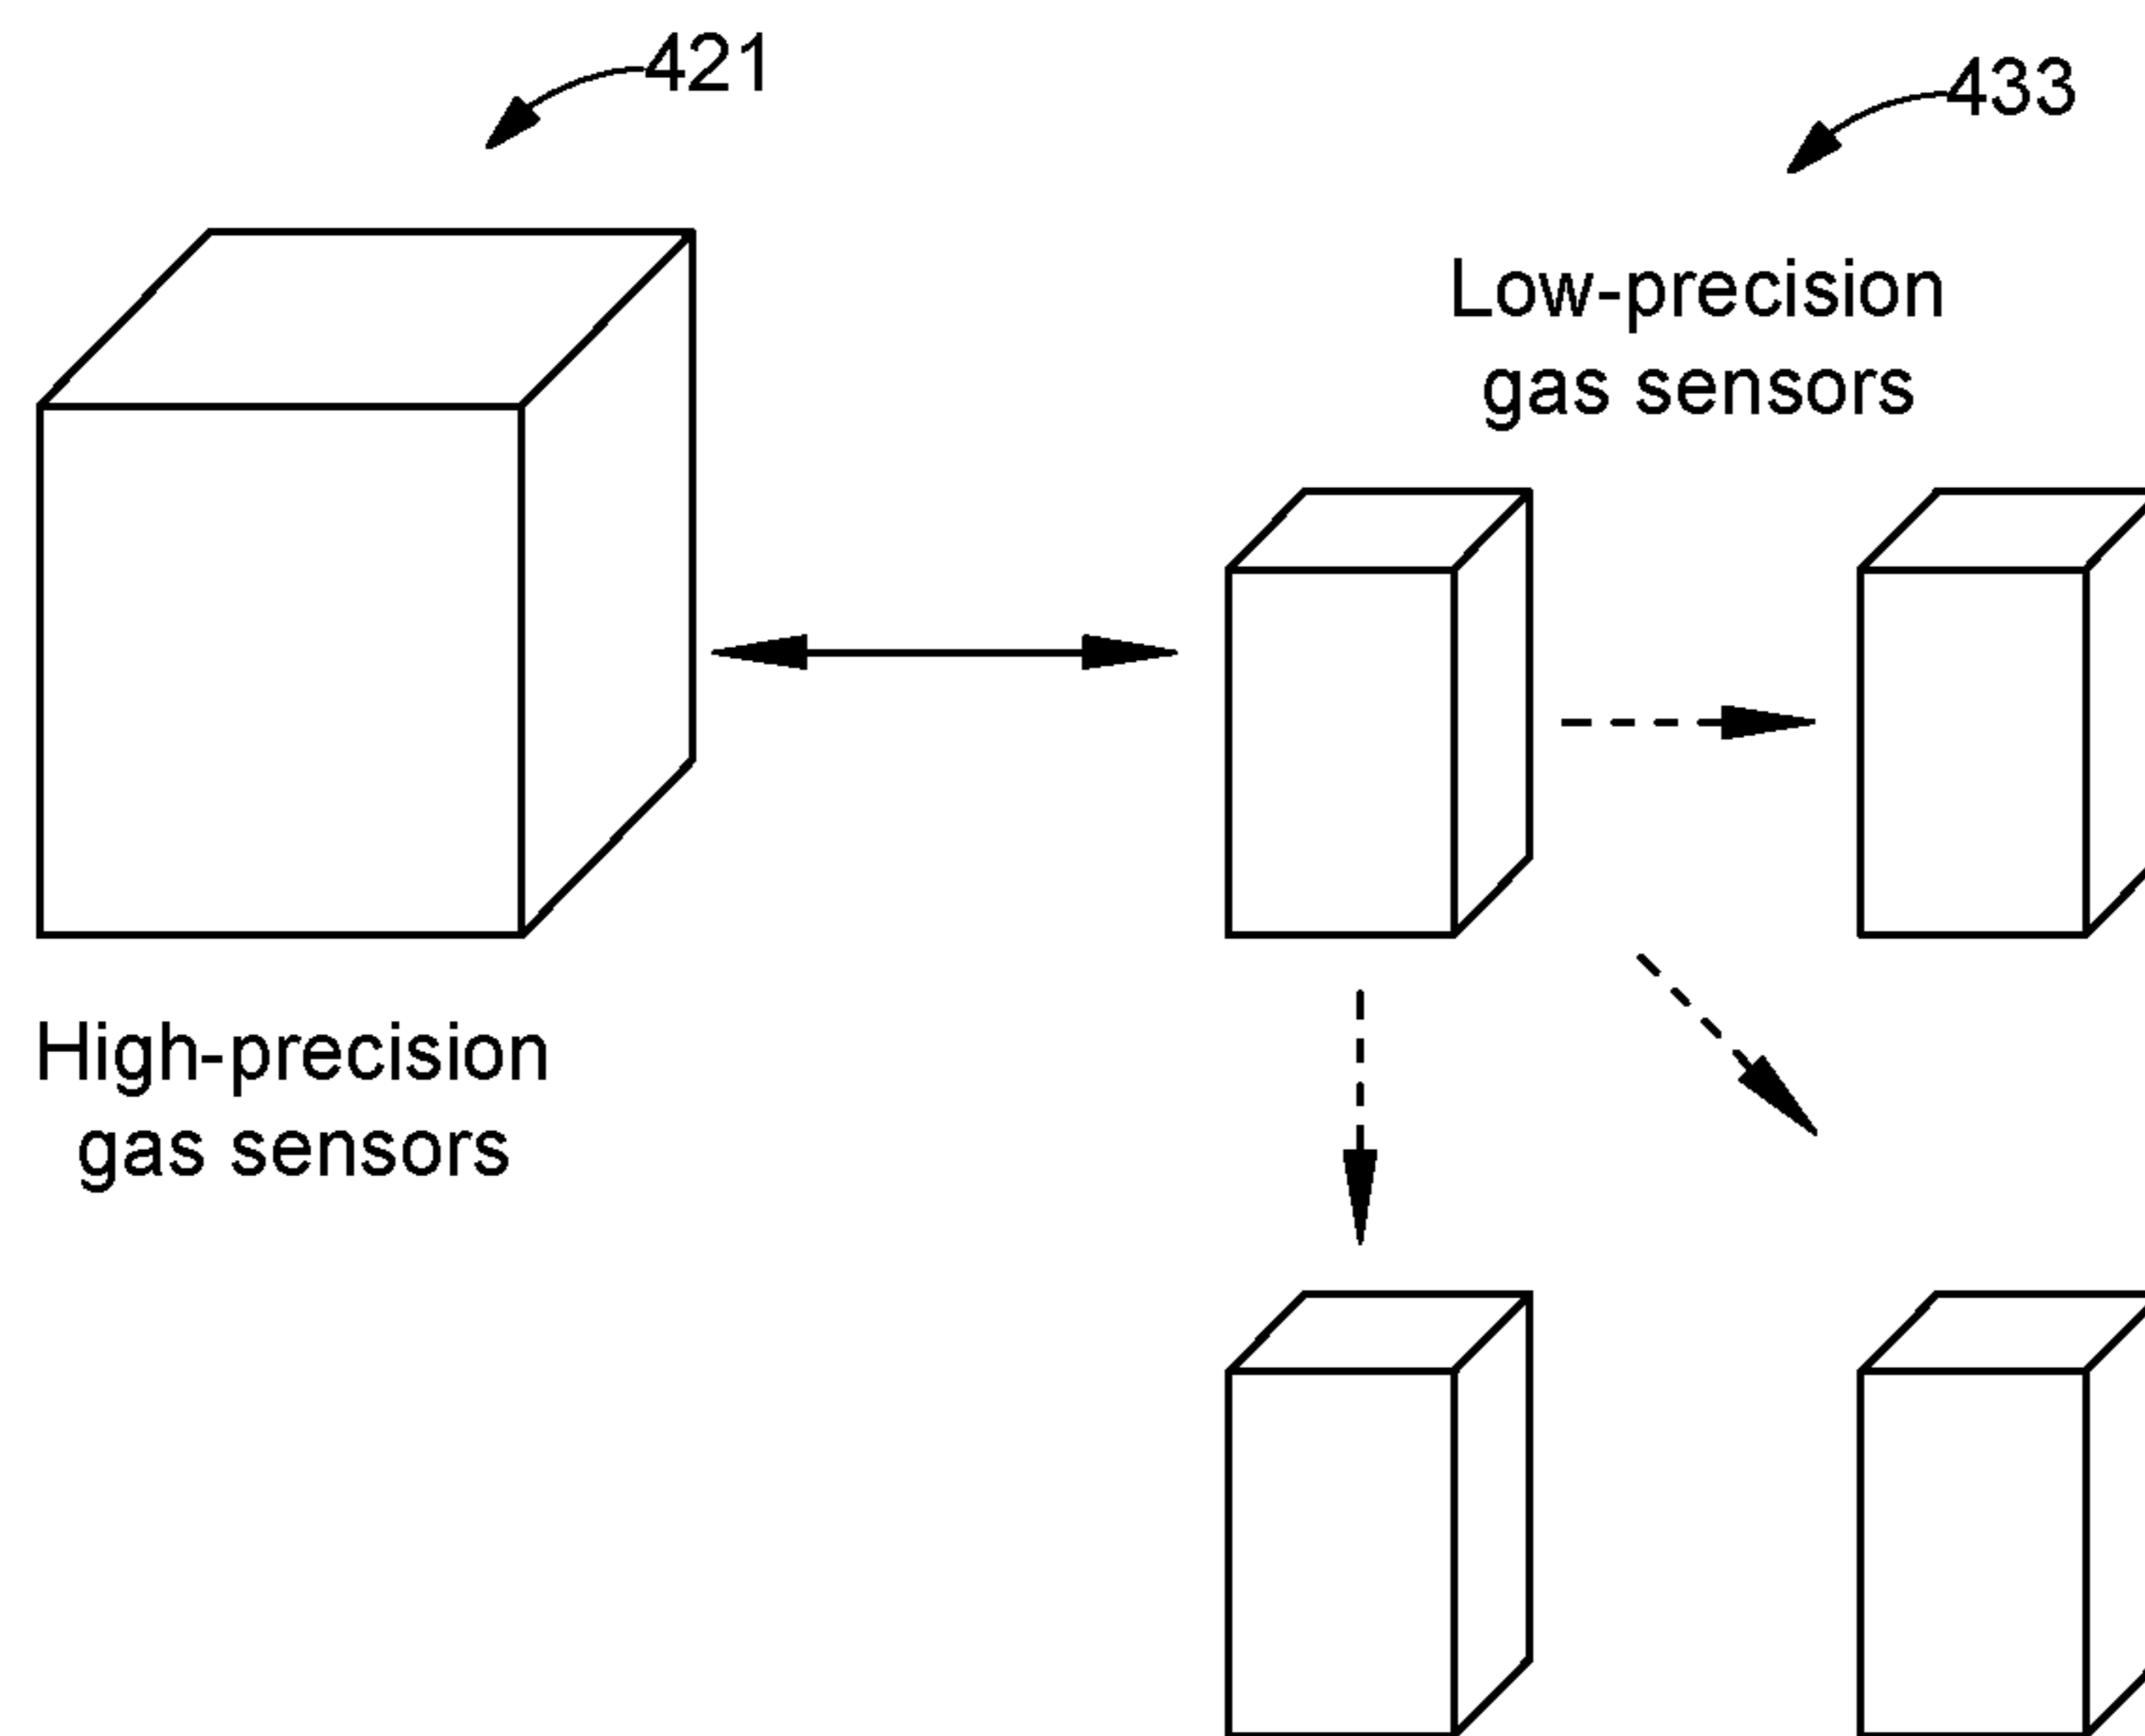 421
433
Low-precision
gas sensors
High-precision
gas sensors